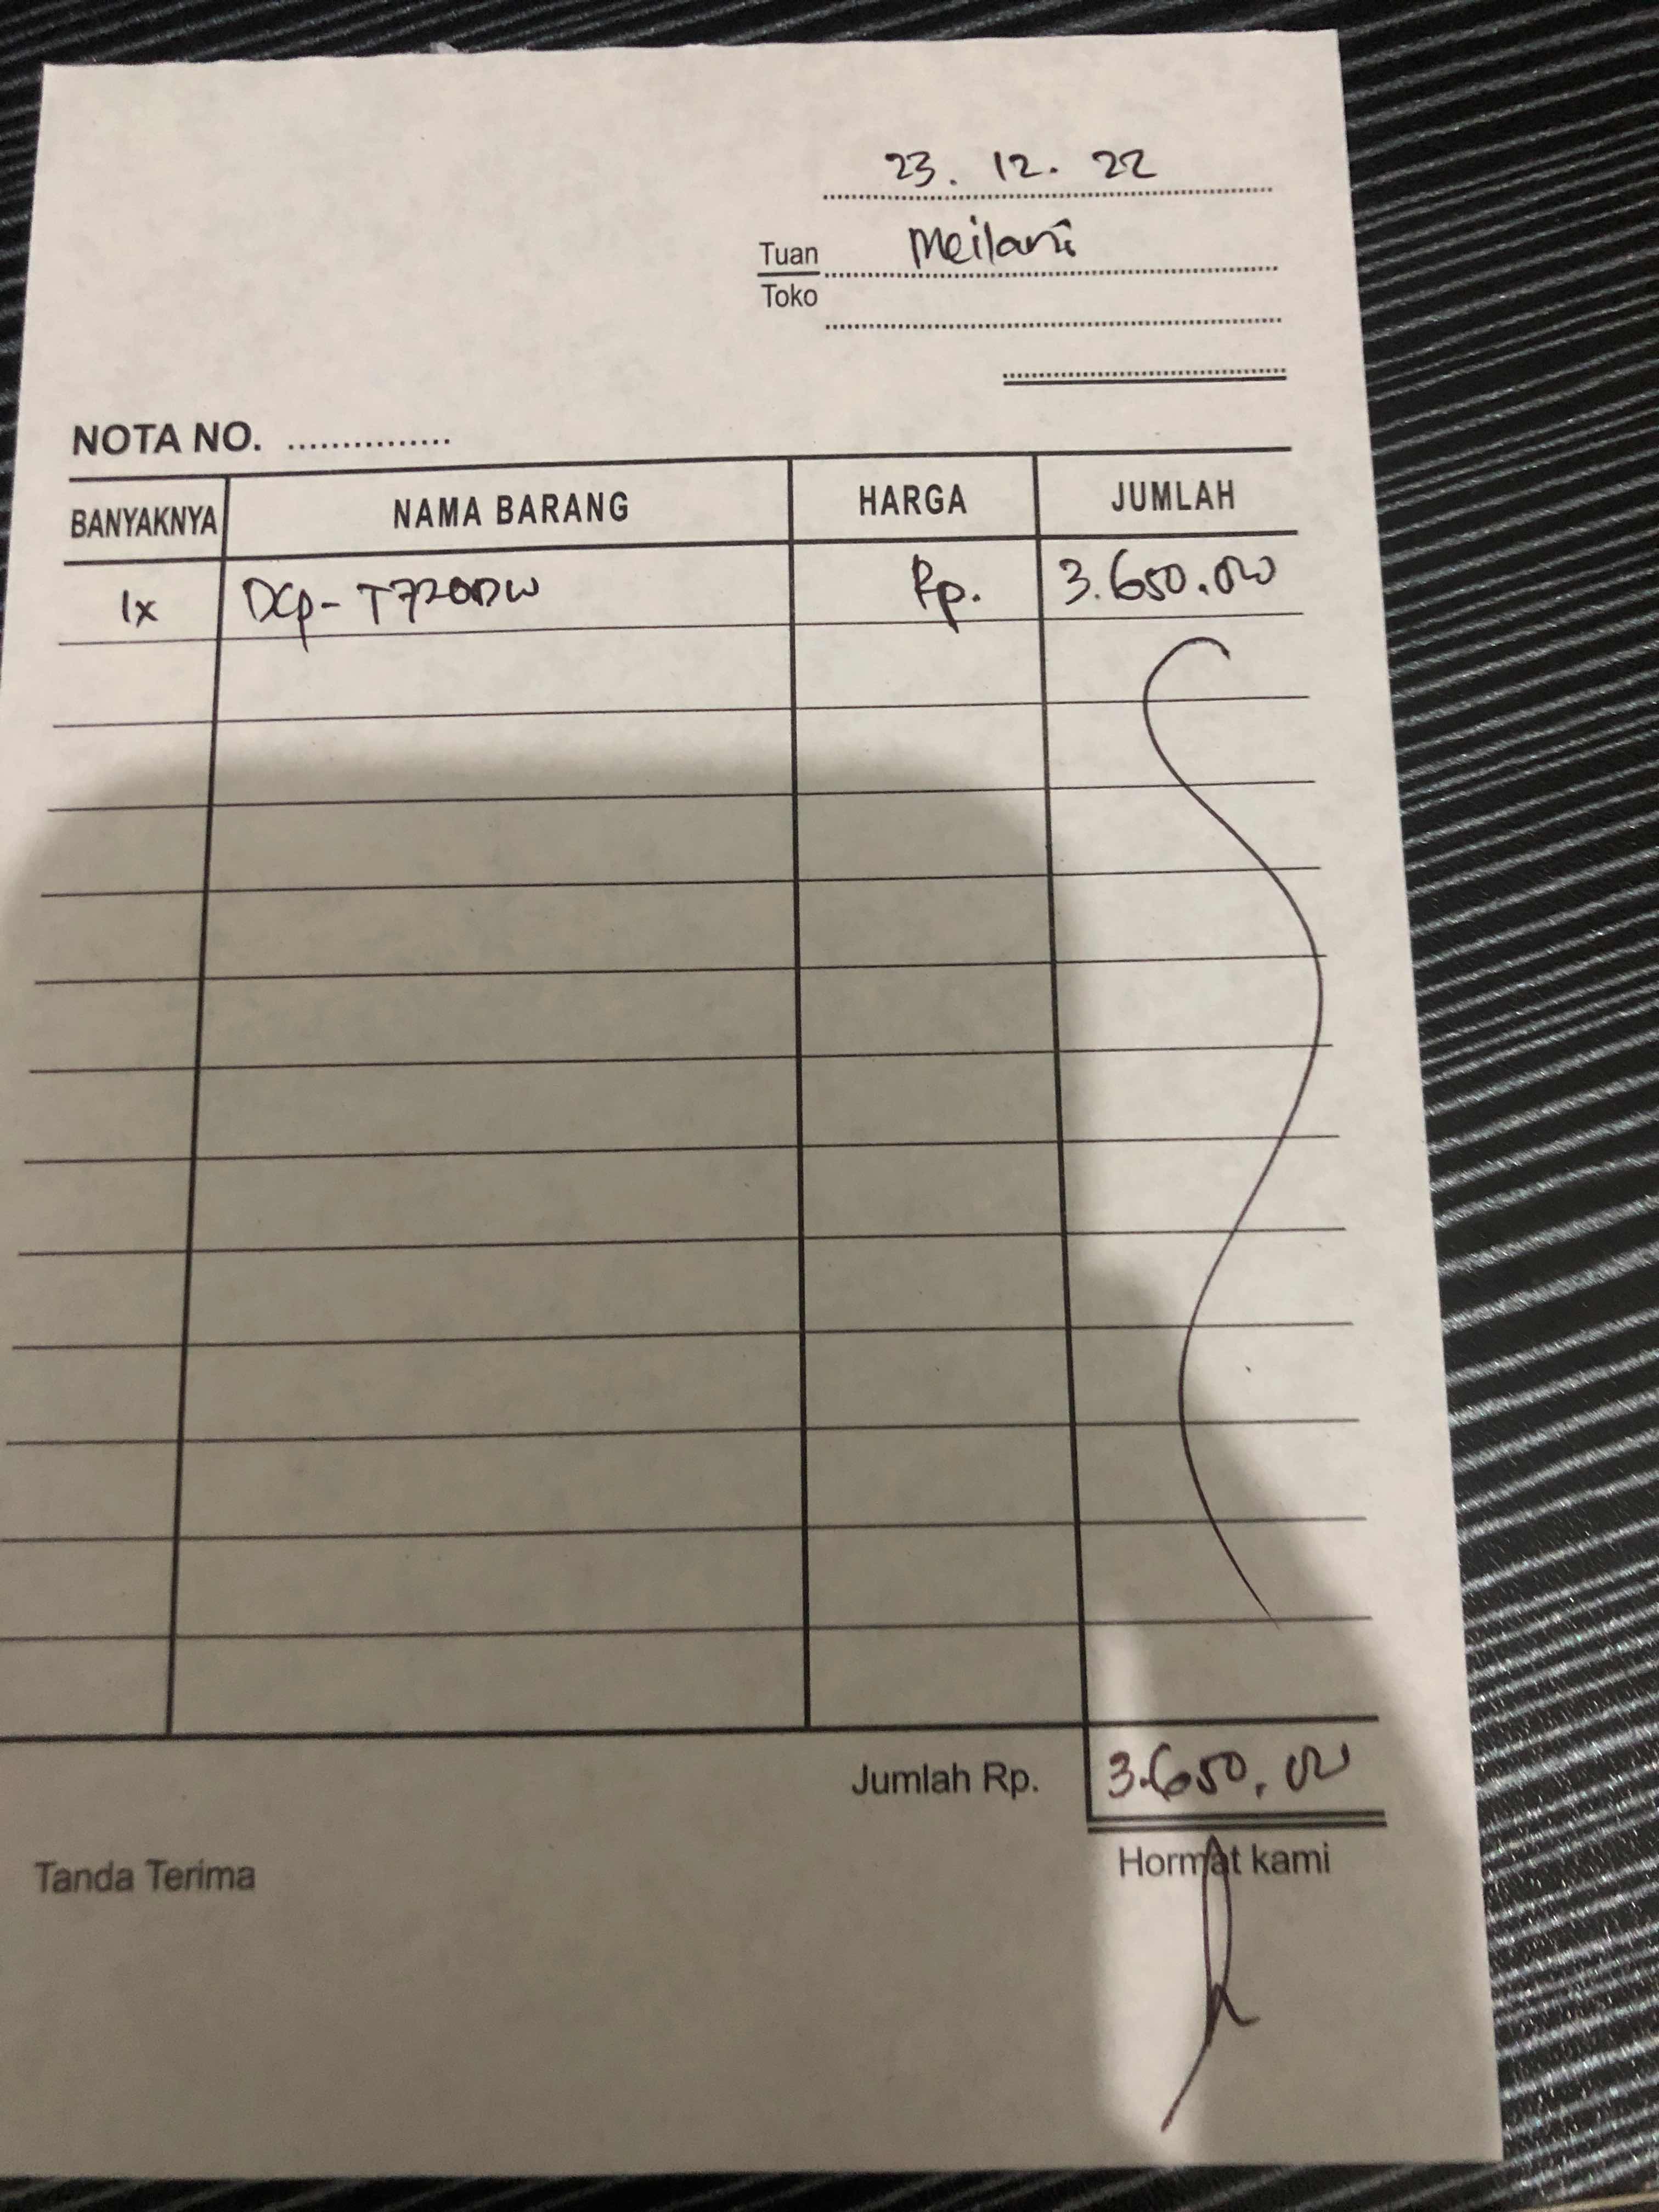 23. 12. 22
Tuan Meilani
Toko
NOTA NO. ...............
BANYAKNYA NAMA BARANG HARGA JUMLAH
1x DCp-T720DW Rp. 3.650.000
Jumlah Rp. 3.650.000
Tanda Terima Hormat kami